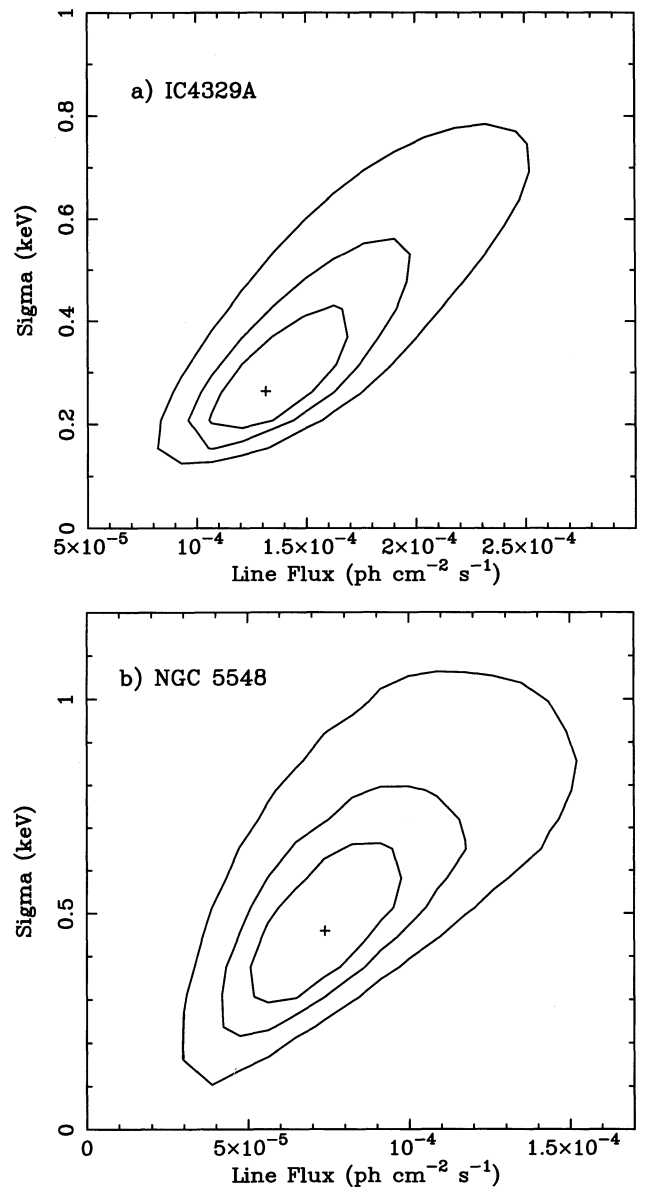 a) IC4329A
Sigma (keV)
1
0.8
0.6
0.4
0.2
0
5×10⁻⁵ 10⁻⁴ 1.5×10⁻⁴ 2×10⁻⁴ 2.5×10⁻⁴
Line Flux (ph cm⁻² s⁻¹)
b) NGC 5548
Sigma (keV)
1
0.5
0
0 5×10⁻⁵ 10⁻⁴ 1.5×10⁻⁴
Line Flux (ph cm⁻² s⁻¹)